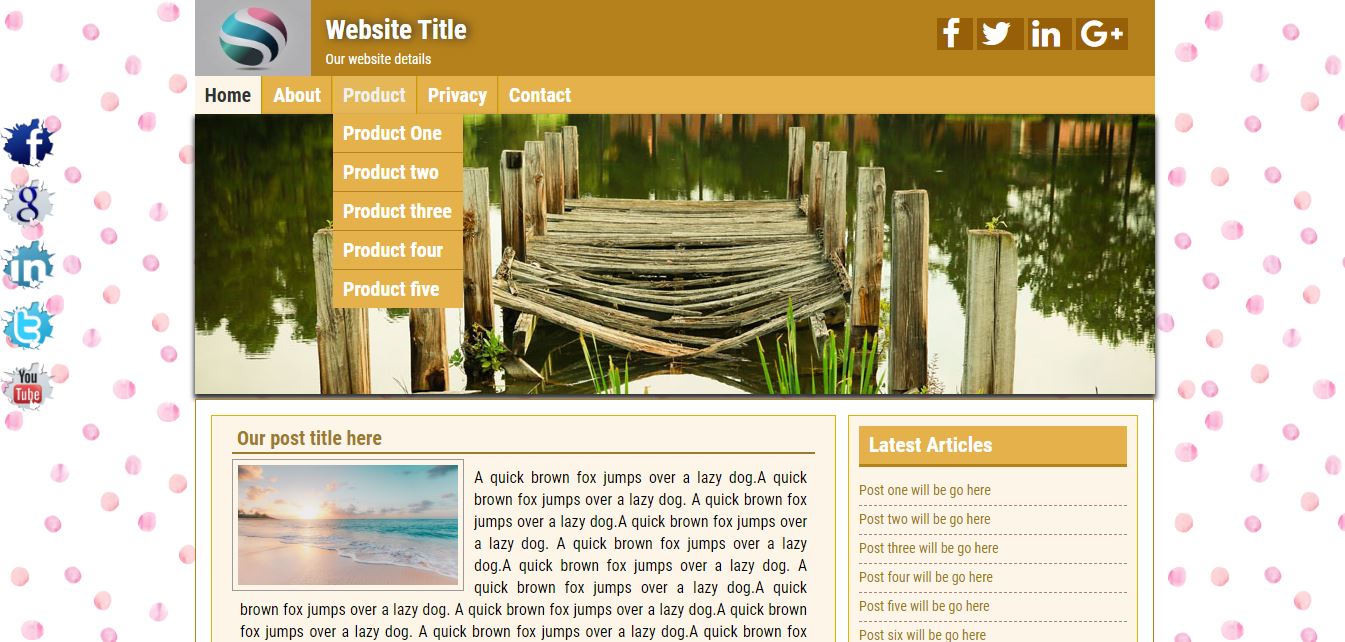 Website Title
Our website details
Home About Product Privacy Contact
Product One
Product two
Product three
Product four
Product five
You
Tube
Our post title here
A quick brown fox jumps over a lazy dog.A quick
brown fox jumps over a lazy dog. A quick brown fox
jumps over a lazy dog.A quick brown fox jumps over
a lazy dog. A quick brown fox jumps over a lazy
dog.A quick brown fox jumps over a lazy dog. A
quick brown fox jumps over a lazy dog.A quick
brown fox jumps over a lazy dog. A quick brown fox jumps over a lazy dog.A quick brown
fox jumps over a lazy dog. A quick brown fox jumps over a lazy dog.A quick brown fox
Latest Articles
Post one will be go here
Post two will be go here
Post three will be go here
Post four will be go here
Post five will be go here
Post six will be go here